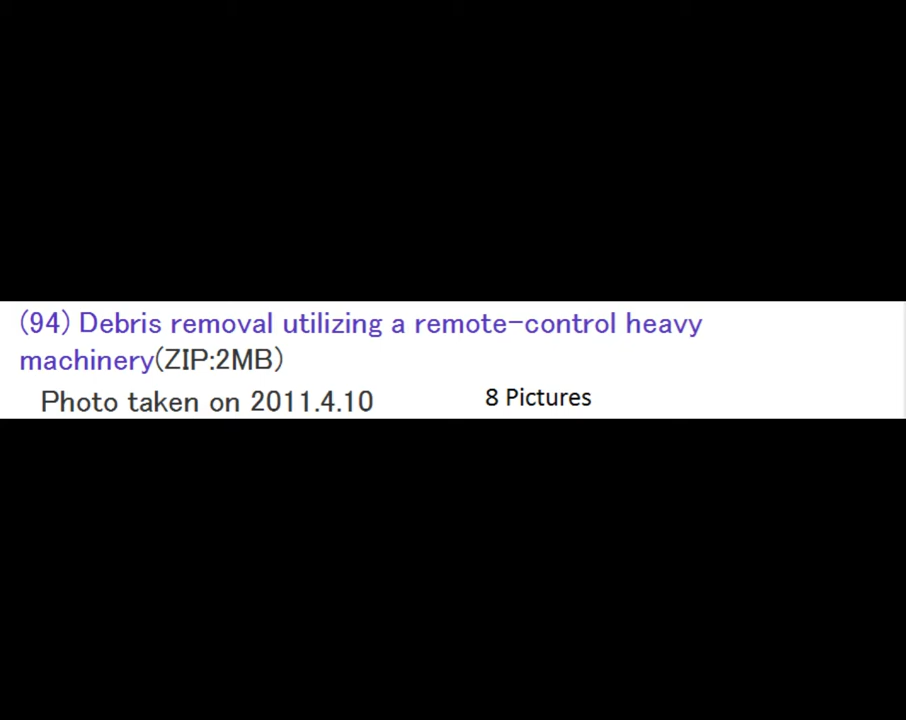 (94) Debris removal utilizing a remote-control heavy
machinery(ZIP:2MB)
Photo taken on 2011.4.10 8 Pictures